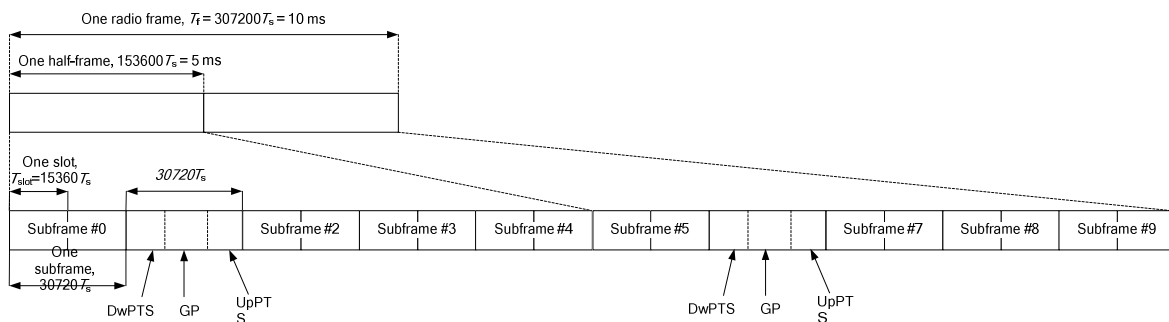 One radio frame, Tf = 307200Ts = 10 ms
One half-frame, 153600Ts = 5 ms
One slot,
Tslot=15360Ts
30720Ts
Subframe #0
Subframe #2
Subframe #3
Subframe #4
Subframe #5
Subframe #7
Subframe #8
Subframe #9
One
subframe,
30720Ts
DwPTS
GP
UpPT
S
DwPTS
GP
UpPT
S